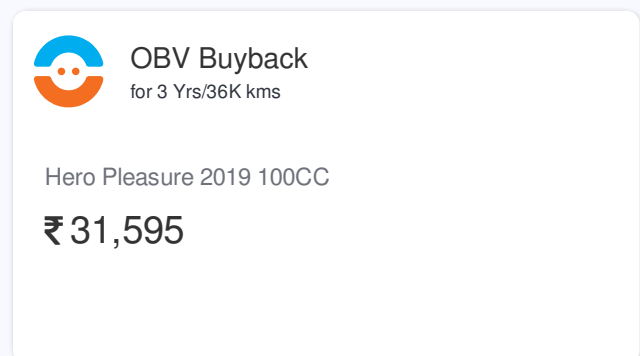 OBV Buyback
for 3 Yrs/36K kms
Hero Pleasure 2019 100CC
₹ 31,595